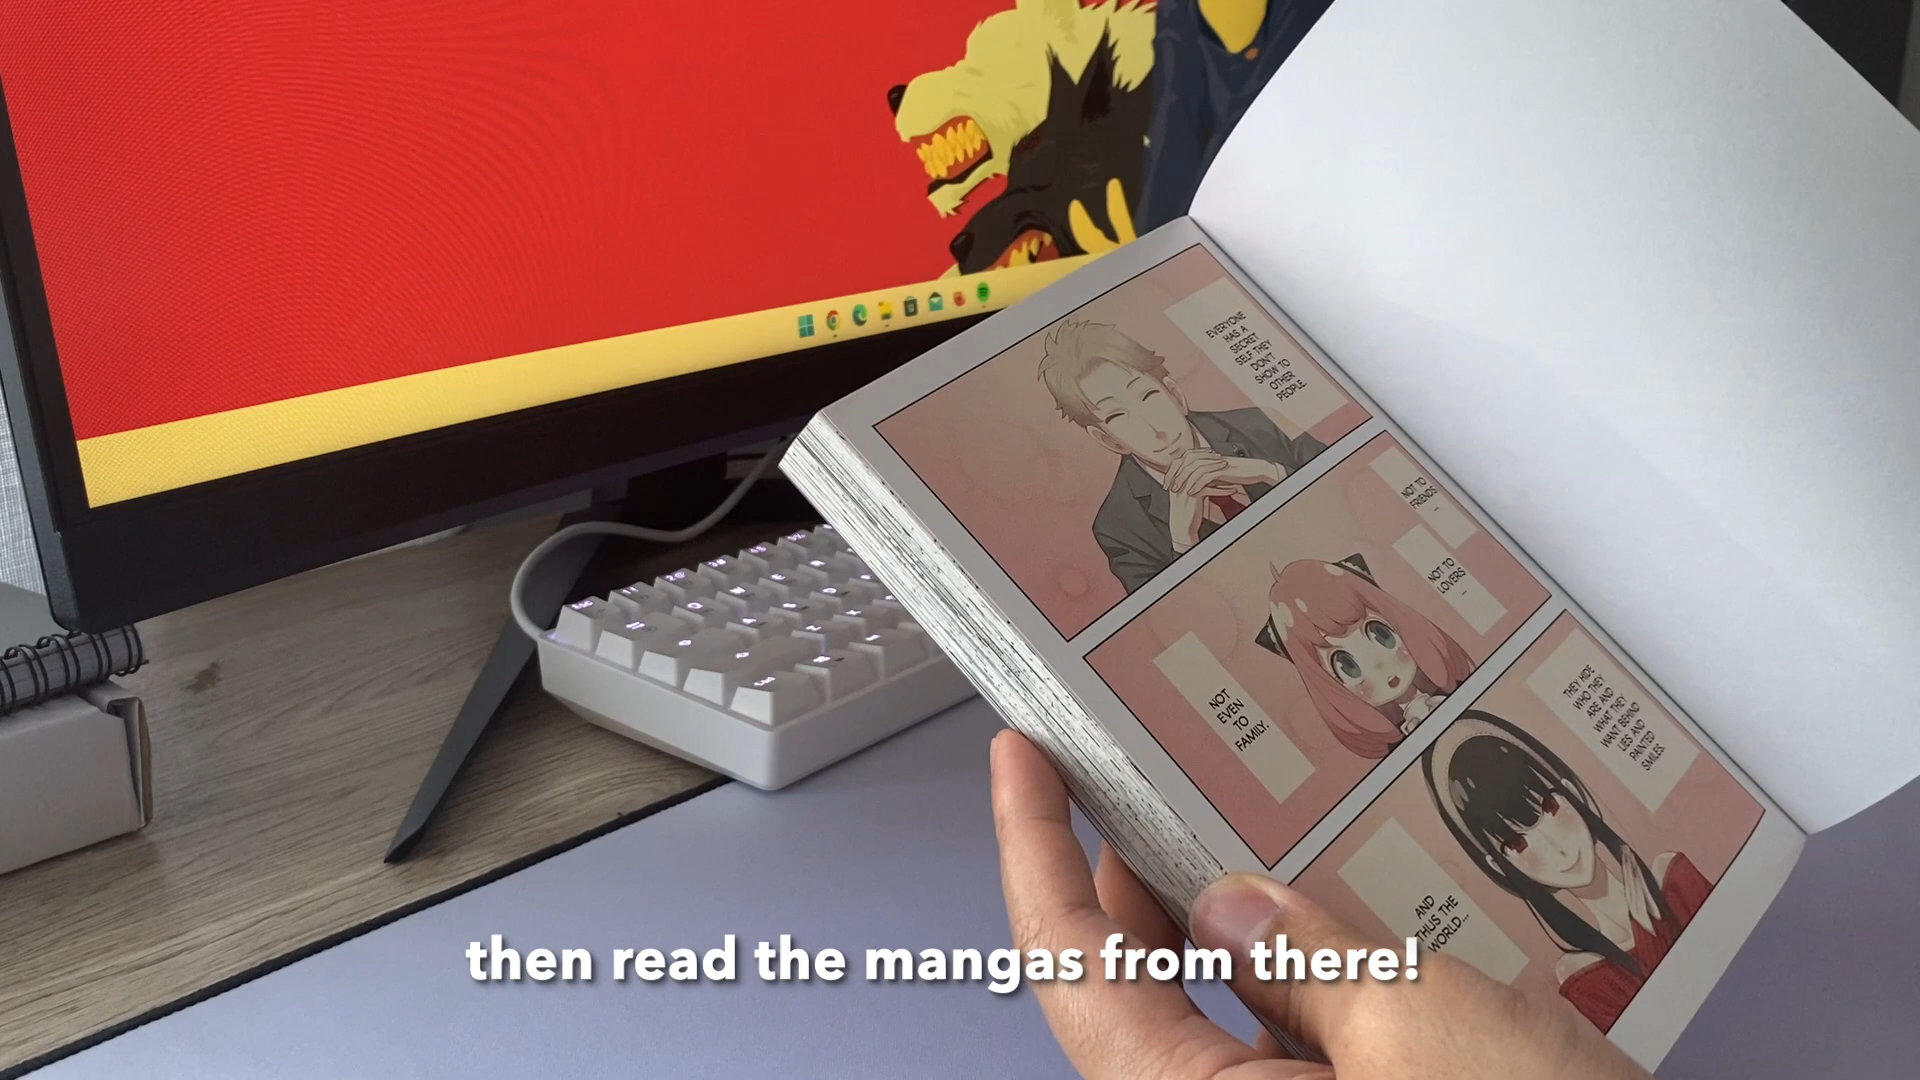 EVERYONE
HAS A
SECRET
SELF THEY
DON'T
SHOW TO
OTHER
PEOPLE.
NOT TO
FRIENDS
...
NOT TO
LOVERS
...
NOT
EVEN
TO
FAMILY.
THEY HIDE
WHO THEY
ARE AND
WHAT THEY
WANT BEHIND
LIES AND
PAINTED
SMILES.
AND
THUS THE
WORLD...
then read the mangas from there!